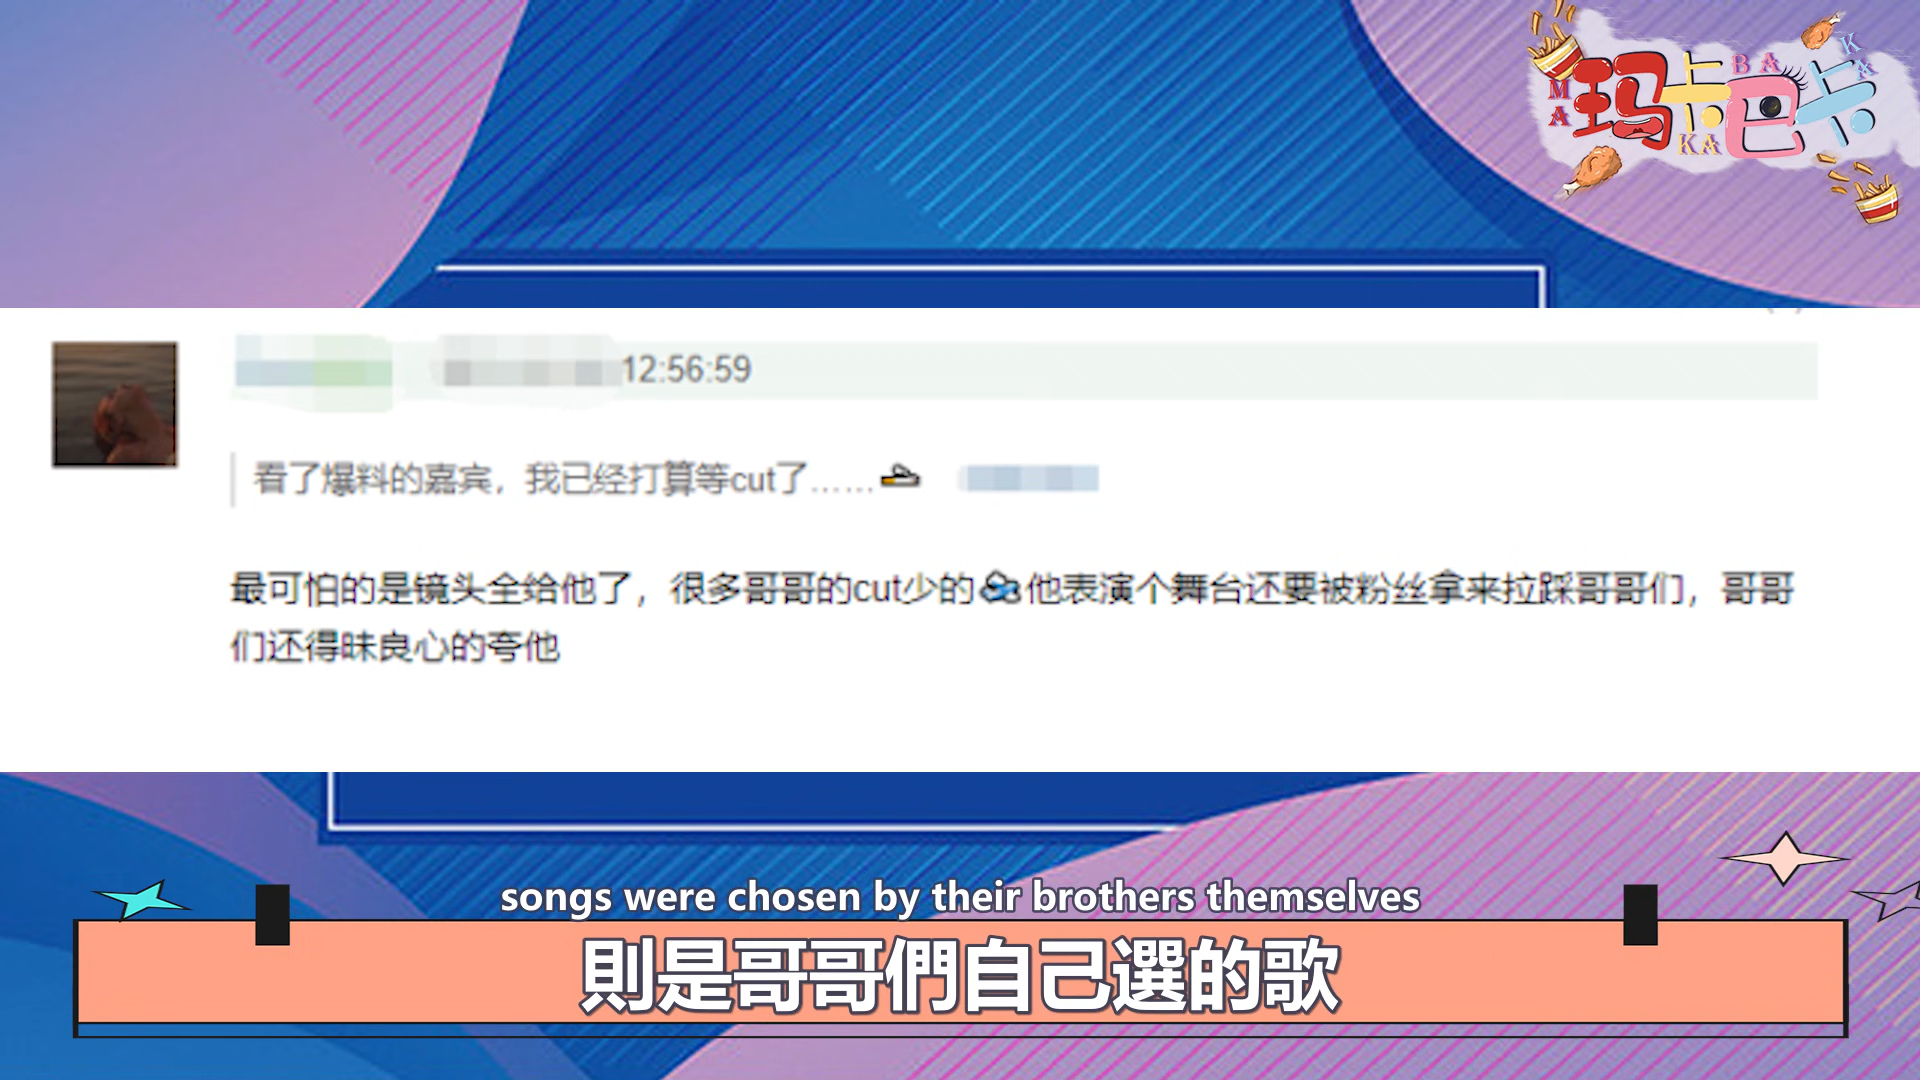 玛卡巴卡
MA KA BA KA
12:56:59
看了爆料的嘉宾，我已经打算等cut了……
最可怕的是镜头全给他了，很多哥哥的cut少的他表演个舞台还要被粉丝拿来拉踩哥哥们，哥哥
们还得昧良心的夸他
songs were chosen by their brothers themselves
則是哥哥們自己選的歌